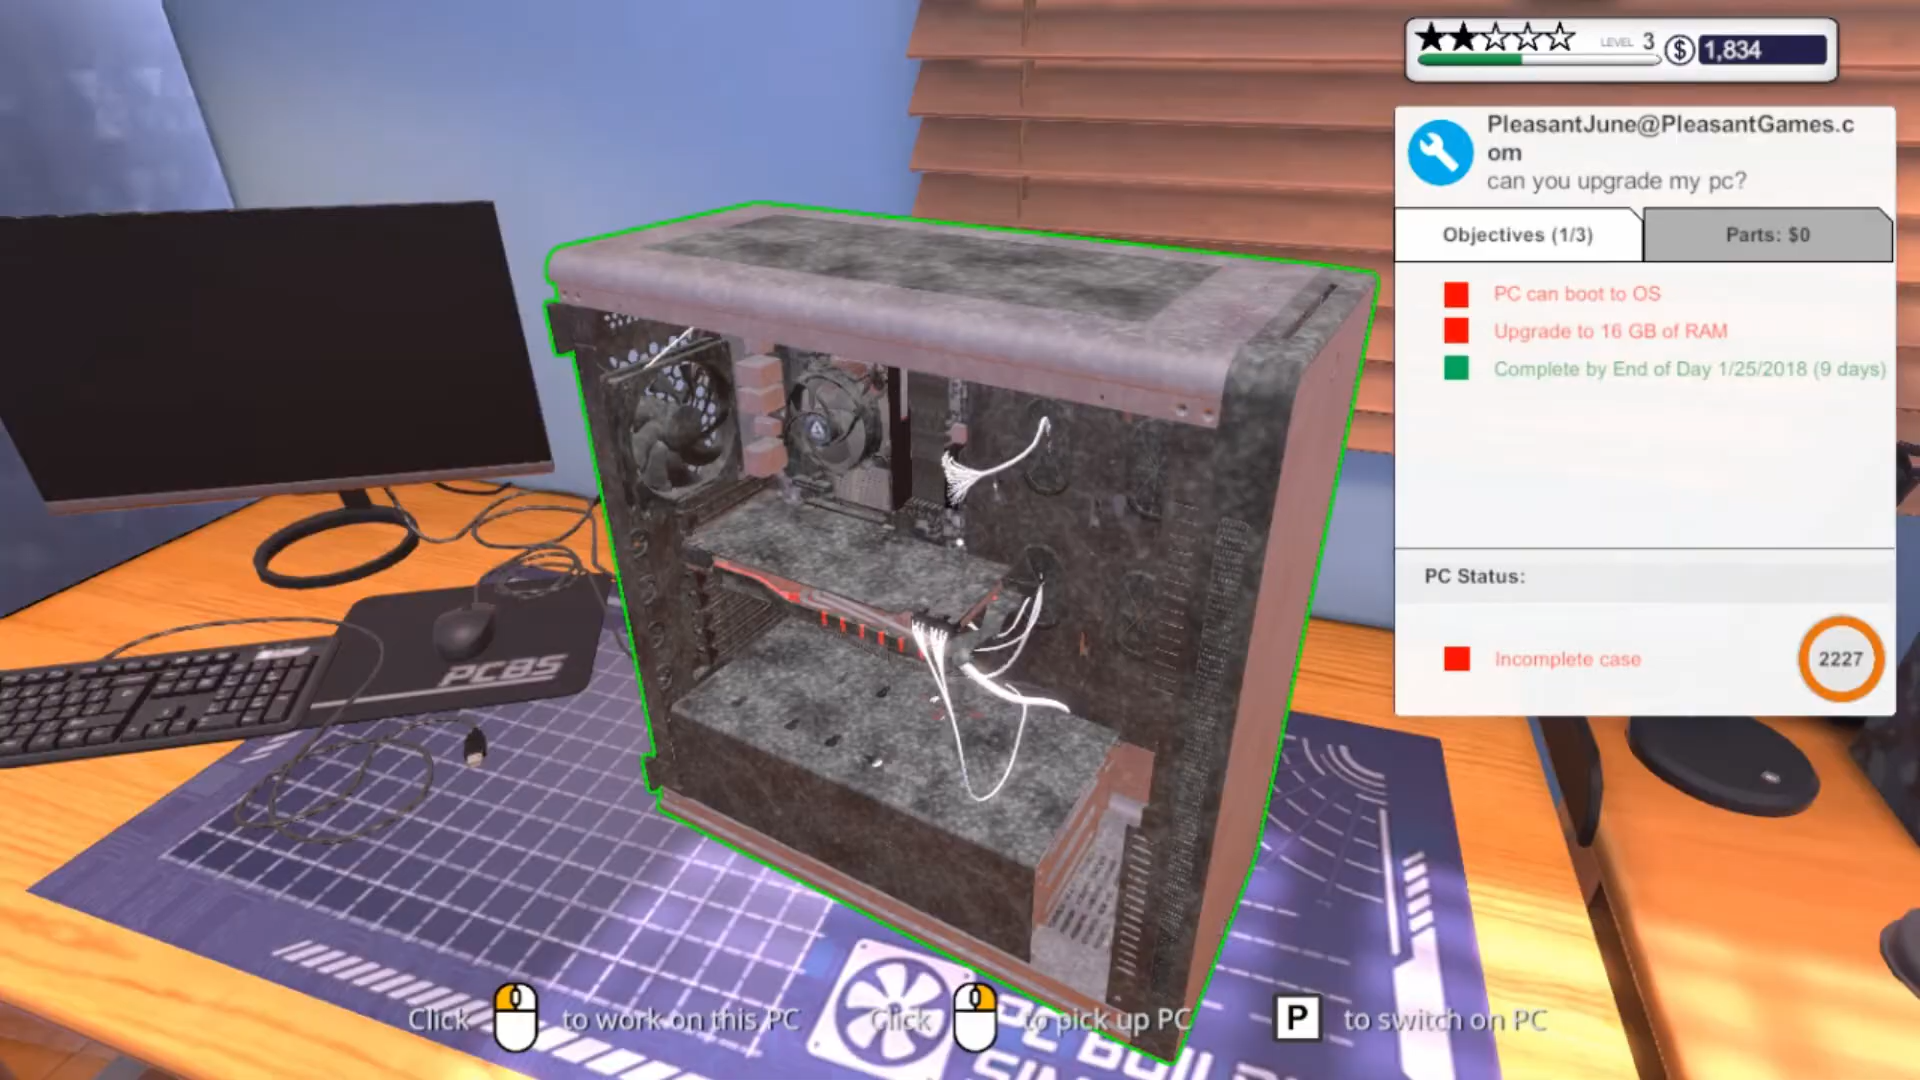 LEVEL 3
$ 1,834
PleasantJune@PleasantGames.c
om
can you upgrade my pc?
Objectives (1/3)
Parts: $0
PC can boot to OS
Upgrade to 16 GB of RAM
Complete by End of Day 1/25/2018 (9 days)
PC Status:
Incomplete case
2227
PCBS
Click to work on this PC
Click to pick up PC
P to switch on PC